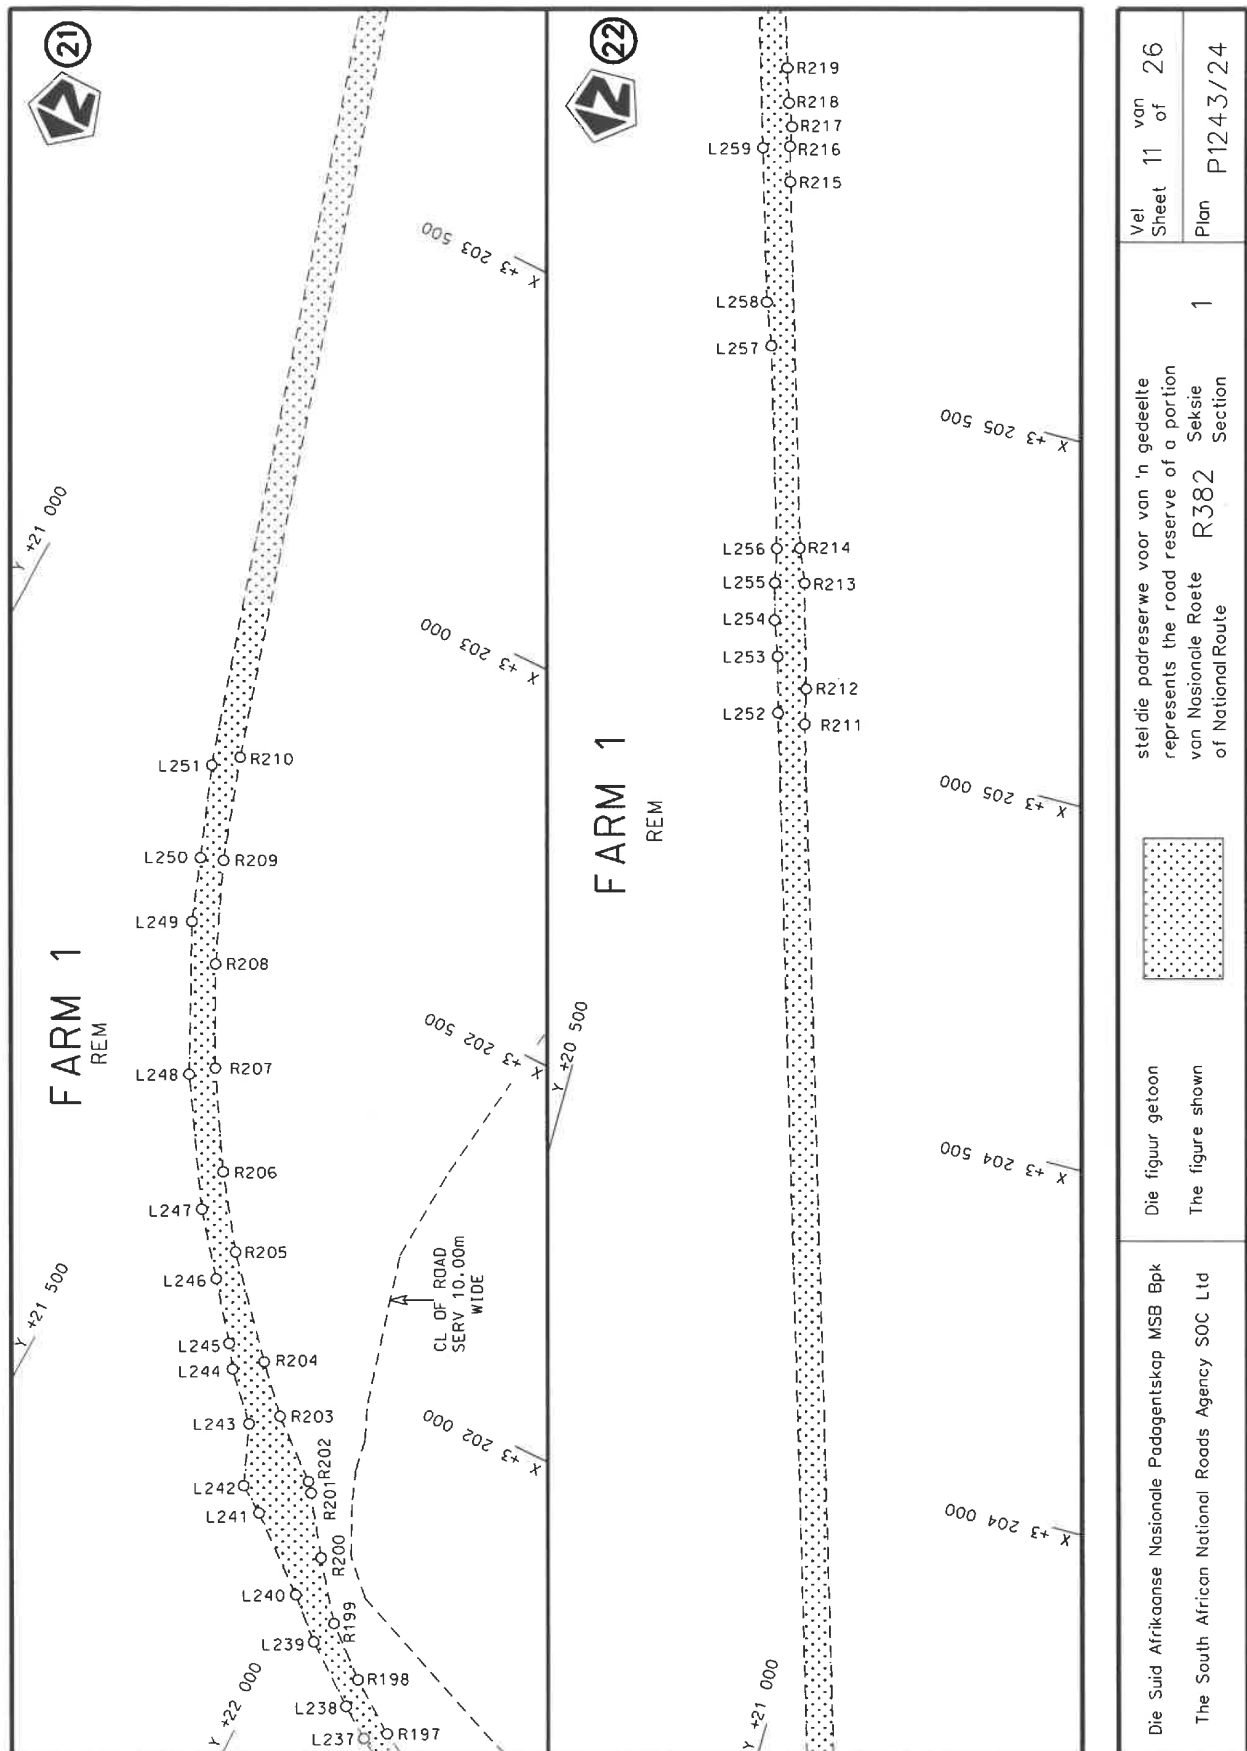 21
FARM 1
REM
Y +21 000
Y +21 500
Y +22 000
X +3 203 500
X +3 203 000
X +3 202 500
X +3 202 000
CL OF ROAD
SERV 10.00m
WIDE
L237
L238
L239
L240
L241
L242
L243
L244
L245
L246
L247
L248
L249
L250
L251
R197
R198
R199
R200
R201
R202
R203
R204
R205
R206
R207
R208
R209
R210
22
FARM 1
REM
Y +20 500
Y +21 000
X +3 205 500
X +3 205 000
X +3 204 500
X +3 204 000
L252
L253
L254
L255
L256
L257
L258
L259
R211
R212
R213
R214
R215
R216
R217
R218
R219
Die Suid Afrikaanse Nasionale Padagentskap MSB Bpk
The South African National Roads Agency SOC Ltd
Die figuur getoon
The figure shown
stel die padreserwe voor van 'n gedeelte
represents the road reserve of a portion
van Nasionale Roete R382 Seksie 1
of National Route Section
Vel 11 van 26
Sheet of
Plan P1243/24